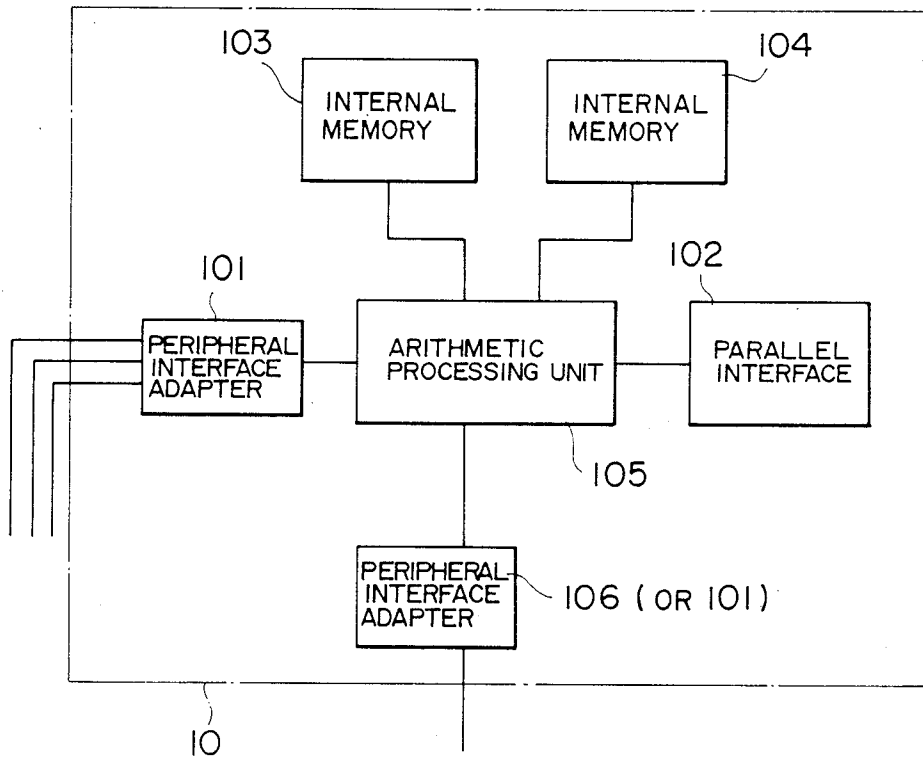 103
104
INTERNAL
MEMORY
INTERNAL
MEMORY
101
102
PERIPHERAL
INTERFACE
ADAPTER
ARITHMETIC
PROCESSING UNIT
PARALLEL
INTERFACE
105
PERIPHERAL
INTERFACE
ADAPTER
106 (OR 101)
10